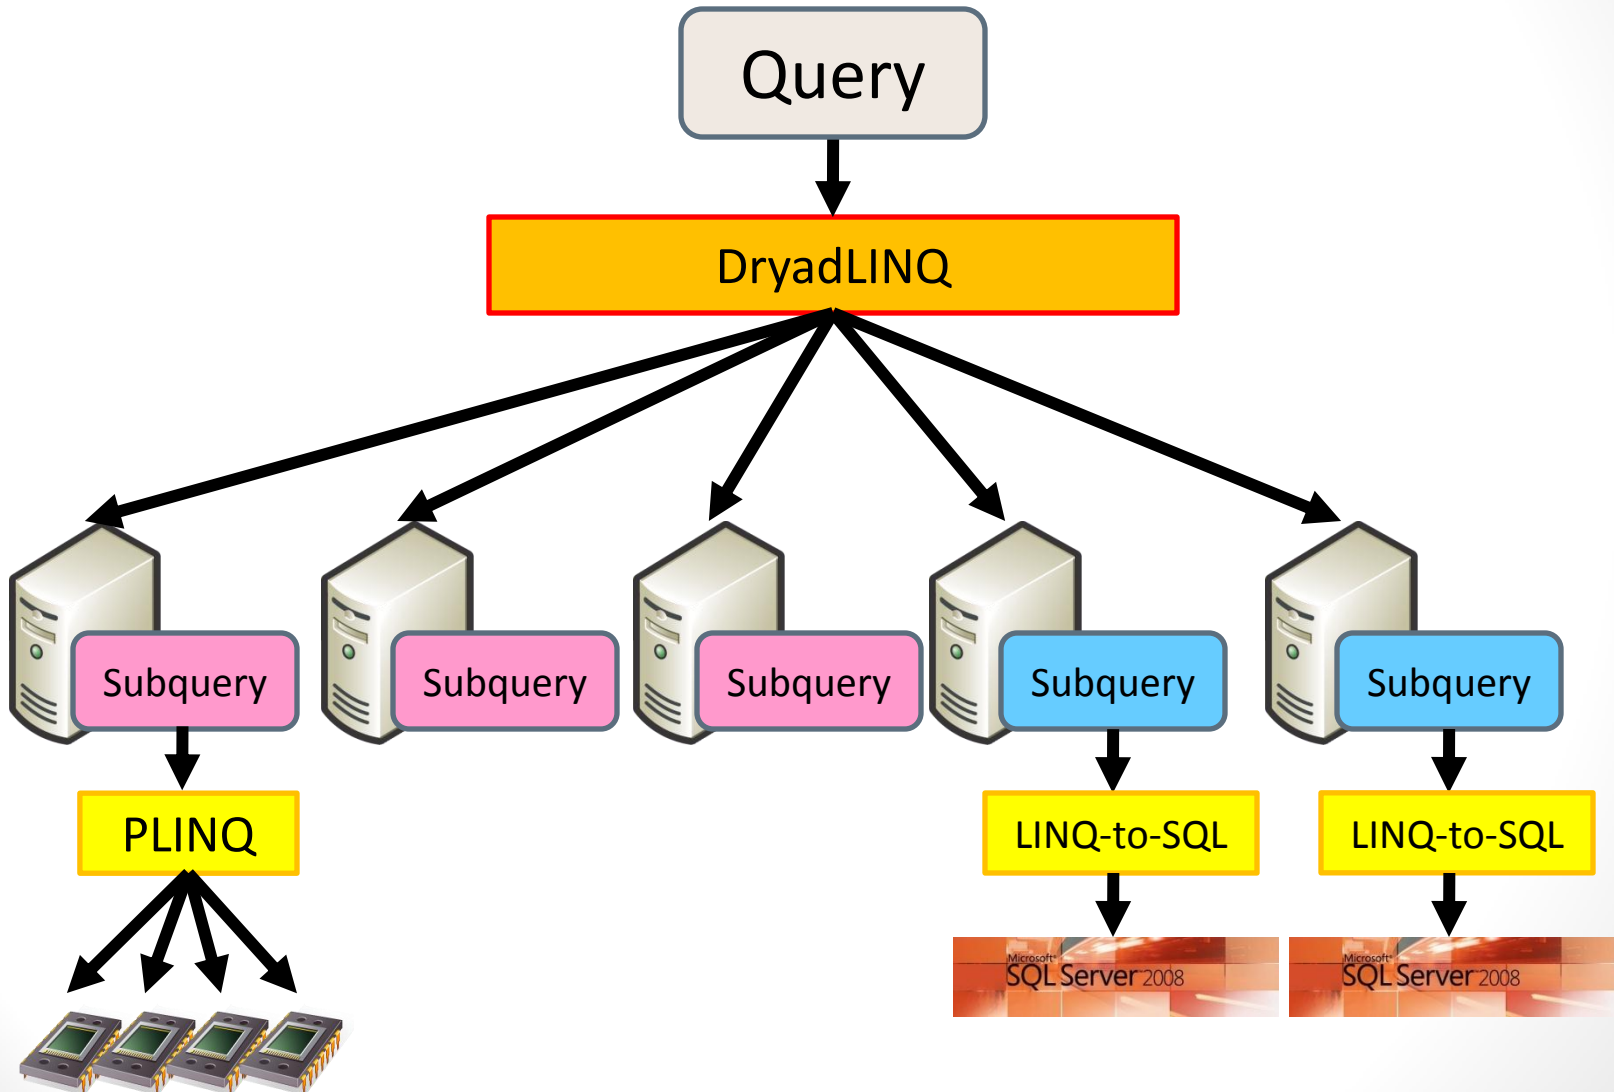 Query
DryadLINQ
Subquery
Subquery
Subquery
Subquery
Subquery
PLINQ
LINQ-to-SQL
LINQ-to-SQL
Microsoft
SQL Server 2008
Microsoft
SQL Server 2008